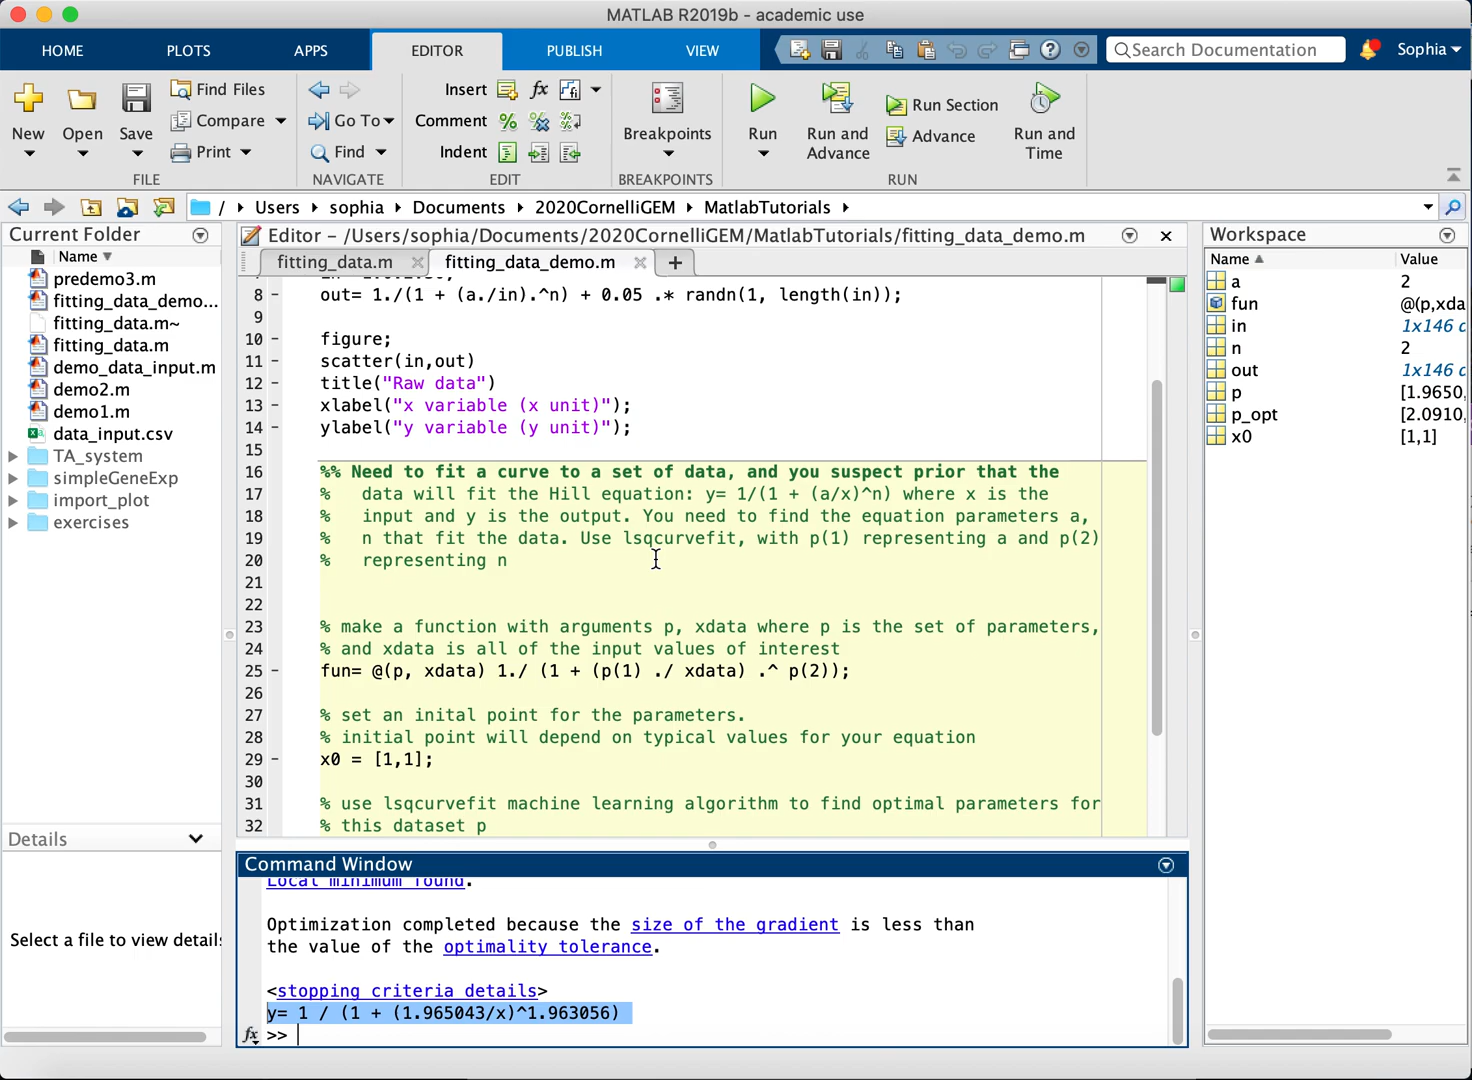 MATLAB R2019b - academic use
HOME PLOTS APPS EDITOR PUBLISH VIEW Search Documentation Sophia
New Open Save Find Files Compare Print FILE
Go To Find NAVIGATE
Insert fx Comment Indent EDIT
Breakpoints BREAKPOINTS
Run Run and Advance Run Section Advance Run and Time RUN
/ Users sophia Documents 2020CornelliGEM MatlabTutorials
Current Folder
Name
predemo3.m
fitting_data_demo...
fitting_data.m~
fitting_data.m
demo_data_input.m
demo2.m
demo1.m
data_input.csv
TA_system
simpleGeneExp
import_plot
exercises
Details
Select a file to view details
Editor - /Users/sophia/Documents/2020CornelliGEM/MatlabTutorials/fitting_data_demo.m
fitting_data.m fitting_data_demo.m +
8 - out= 1./(1 + (a./in).^n) + 0.05 .* randn(1, length(in));
9
10 - figure;
11 - scatter(in,out)
12 - title("Raw data")
13 - xlabel("x variable (x unit)");
14 - ylabel("y variable (y unit)");
15
16 %% Need to fit a curve to a set of data, and you suspect prior that the
17 % data will fit the Hill equation: y= 1/(1 + (a/x)^n) where x is the
18 % input and y is the output. You need to find the equation parameters a,
19 % n that fit the data. Use lsqcurvefit, with p(1) representing a and p(2)
20 % representing n
21
22
23 % make a function with arguments p, xdata where p is the set of parameters,
24 % and xdata is all of the input values of interest
25 - fun= @(p, xdata) 1./ (1 + (p(1) ./ xdata) .^ p(2));
26
27 % set an inital point for the parameters.
28 % initial point will depend on typical values for your equation
29 - x0 = [1,1];
30
31 % use lsqcurvefit machine learning algorithm to find optimal parameters for
32 % this dataset p
Command Window
Local minimum found.
Optimization completed because the size of the gradient is less than
the value of the optimality tolerance.
<stopping criteria details>
y= 1 / (1 + (1.965043/x)^1.963056)
fx >>
Workspace
Name Value
a 2
fun @(p,xda
in 1x146 d
n 2
out 1x146 d
p [1.9650,
p_opt [2.0910,
x0 [1,1]